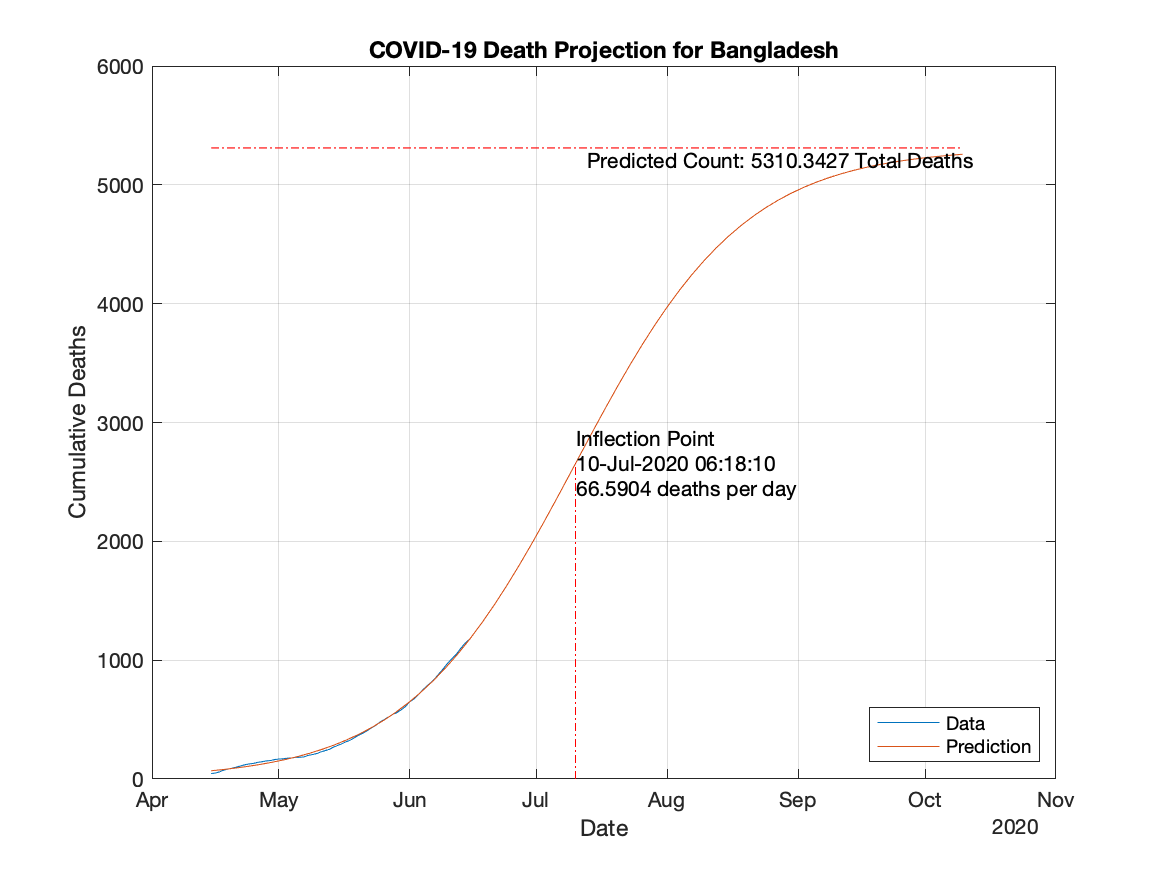 COVID-19 Death Projection for Bangladesh
6000
5000
4000
3000
2000
1000
0
Cumulative Deaths
Predicted Count: 5310.3427 Total Deaths
Inflection Point
10-Jul-2020 06:18:10
66.5904 deaths per day
Data
Prediction
Apr May Jun Jul Aug Sep Oct Nov
Date
2020